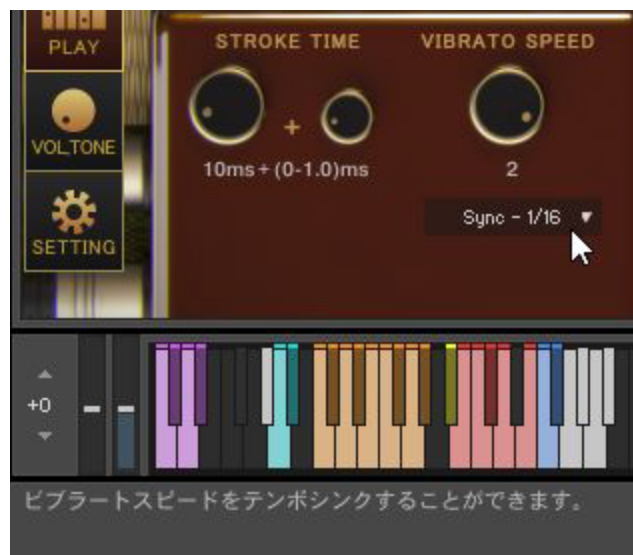 PLAY
STROKE TIME
VIBRATO SPEED
+
VOL,TONE
10ms+(0-1.0)ms
2
Sync - 1/16 ▼
SETTING
+0
ビブラートスピードをテンポシンクすることができます。